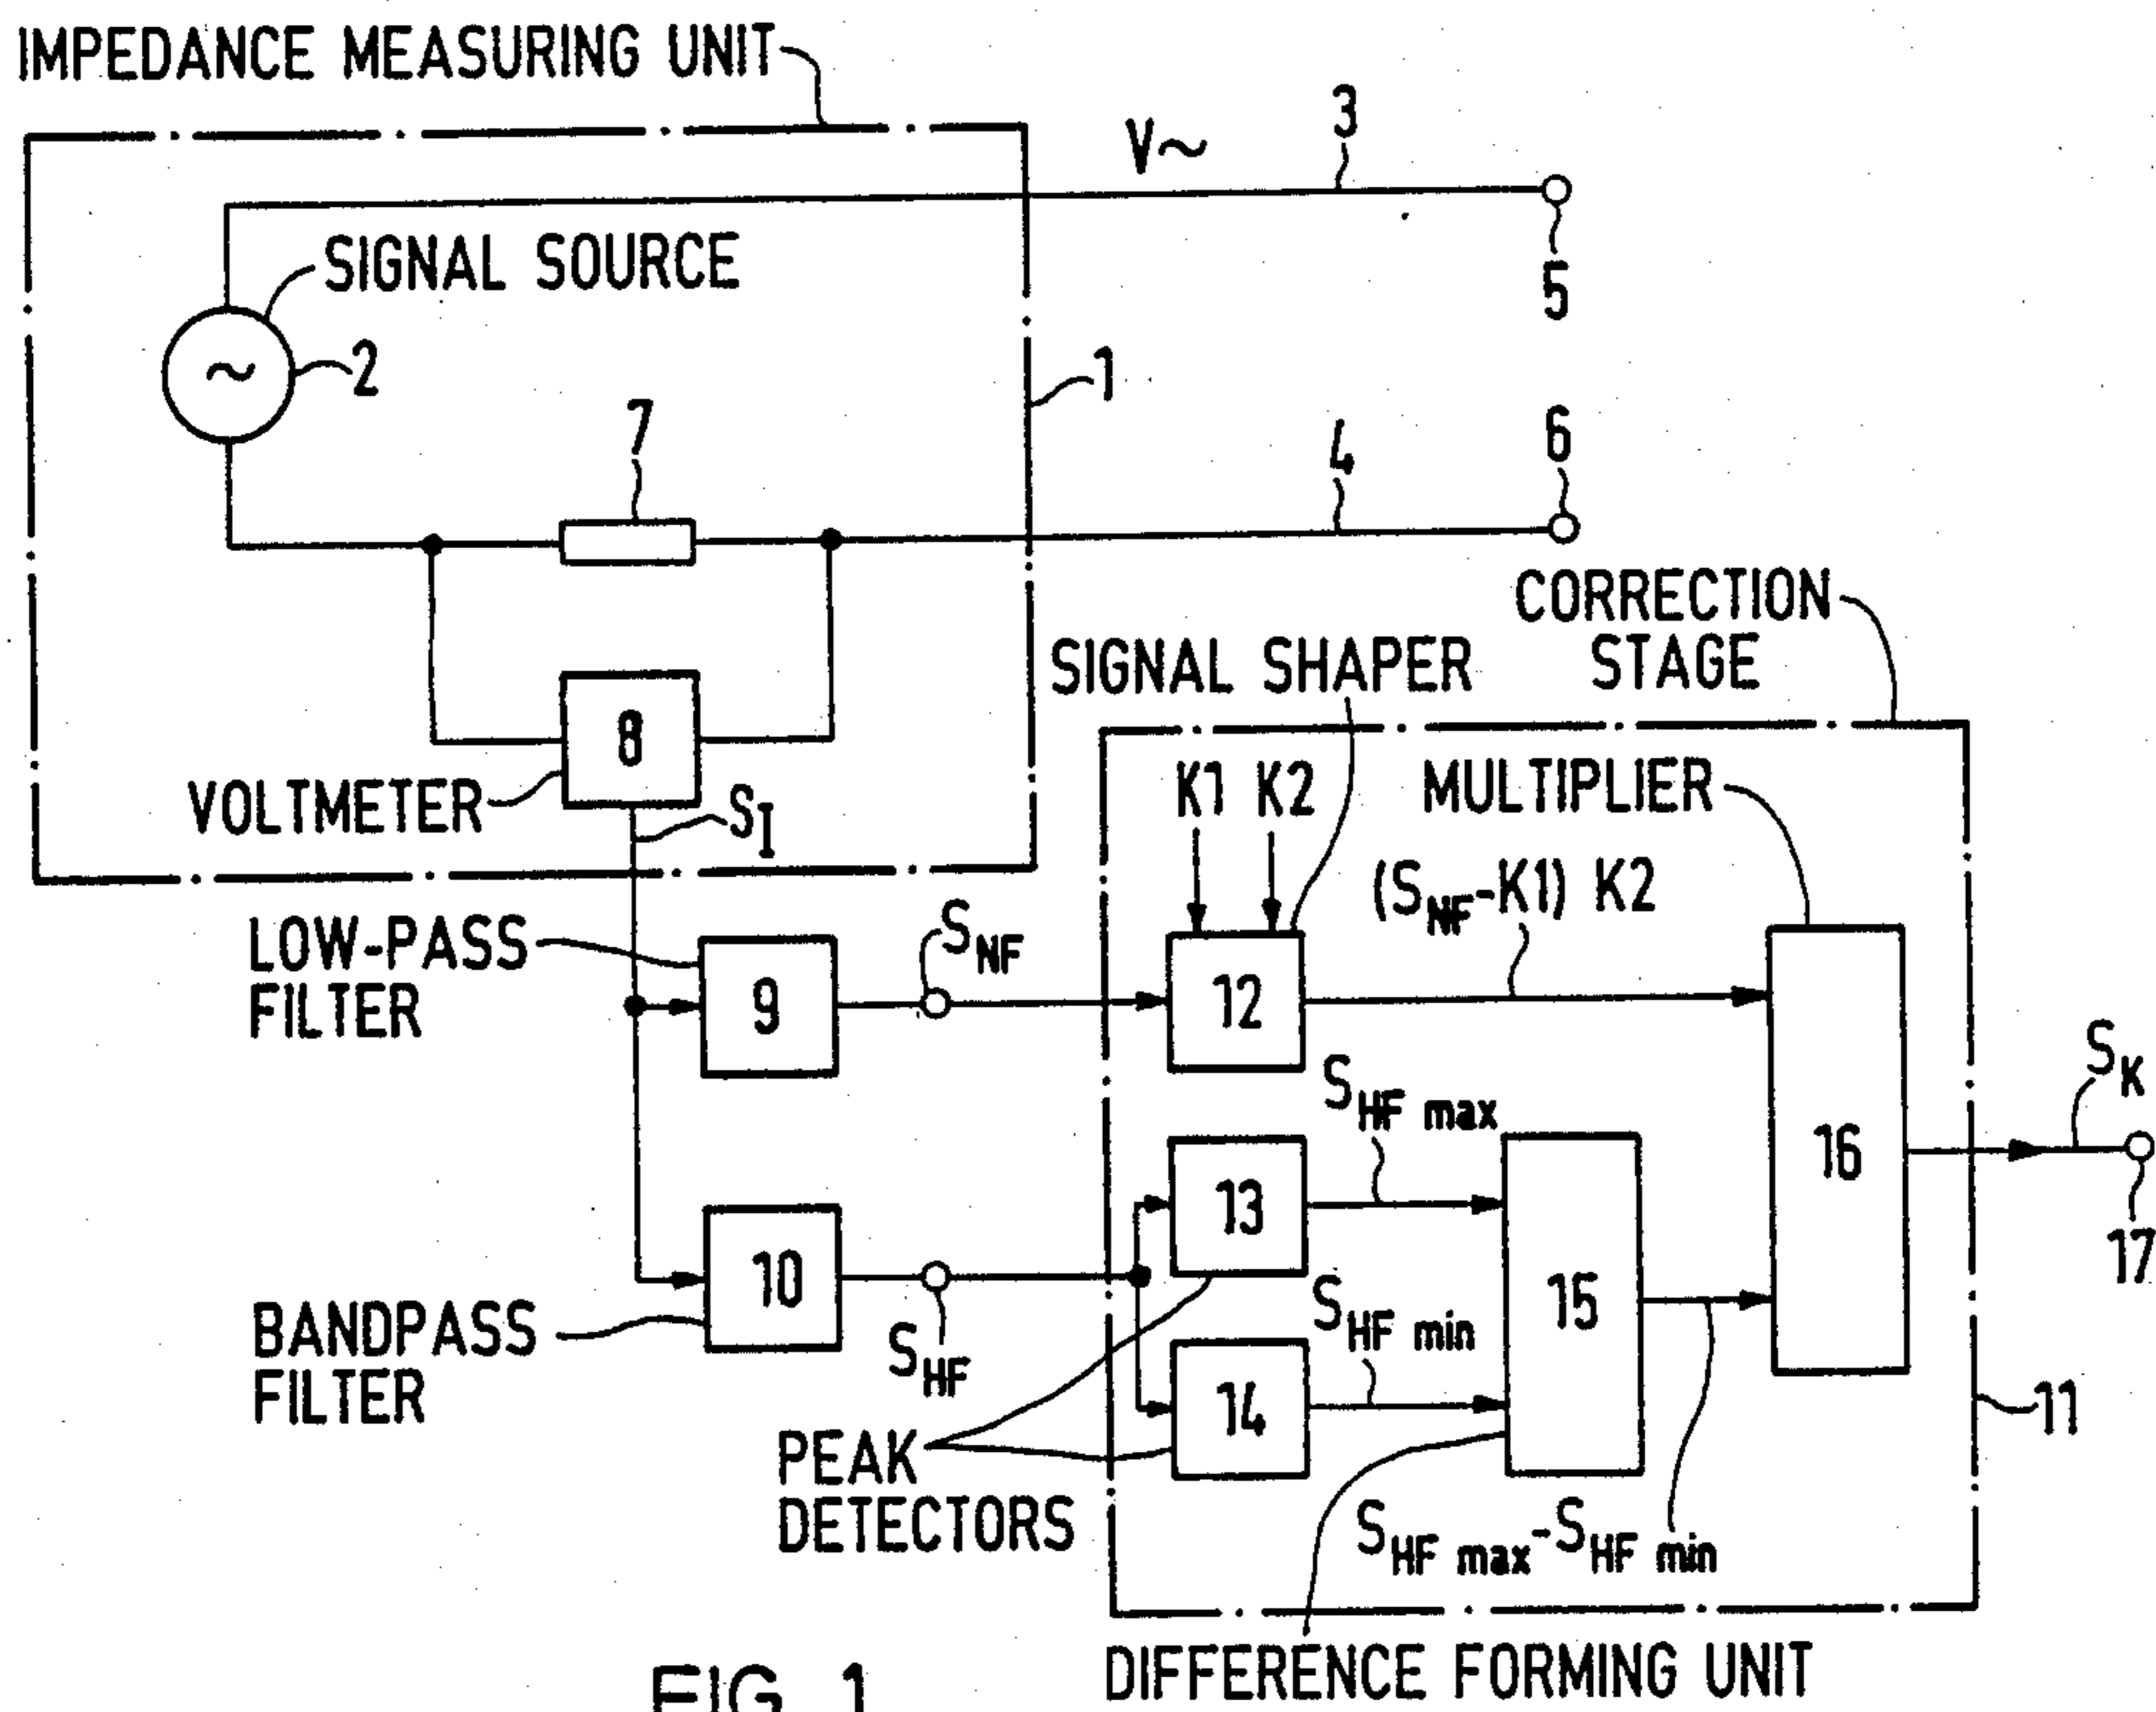 IMPEDANCE MEASURING UNIT
V~
3
5
SIGNAL SOURCE
~
2
1
7
4
6
CORRECTION
STAGE
SIGNAL SHAPER
8
VOLTMETER
S_I
K1 K2
MULTIPLIER
(S_NF-K1) K2
LOW-PASS
FILTER
9
S_NF
12
S_HF max
S_K
16
17
13
10
BANDPASS
FILTER
S_HF
S_HF min
15
14
11
PEAK
DETECTORS
S_HF max-S_HF min
DIFFERENCE FORMING UNIT
FIG. 1